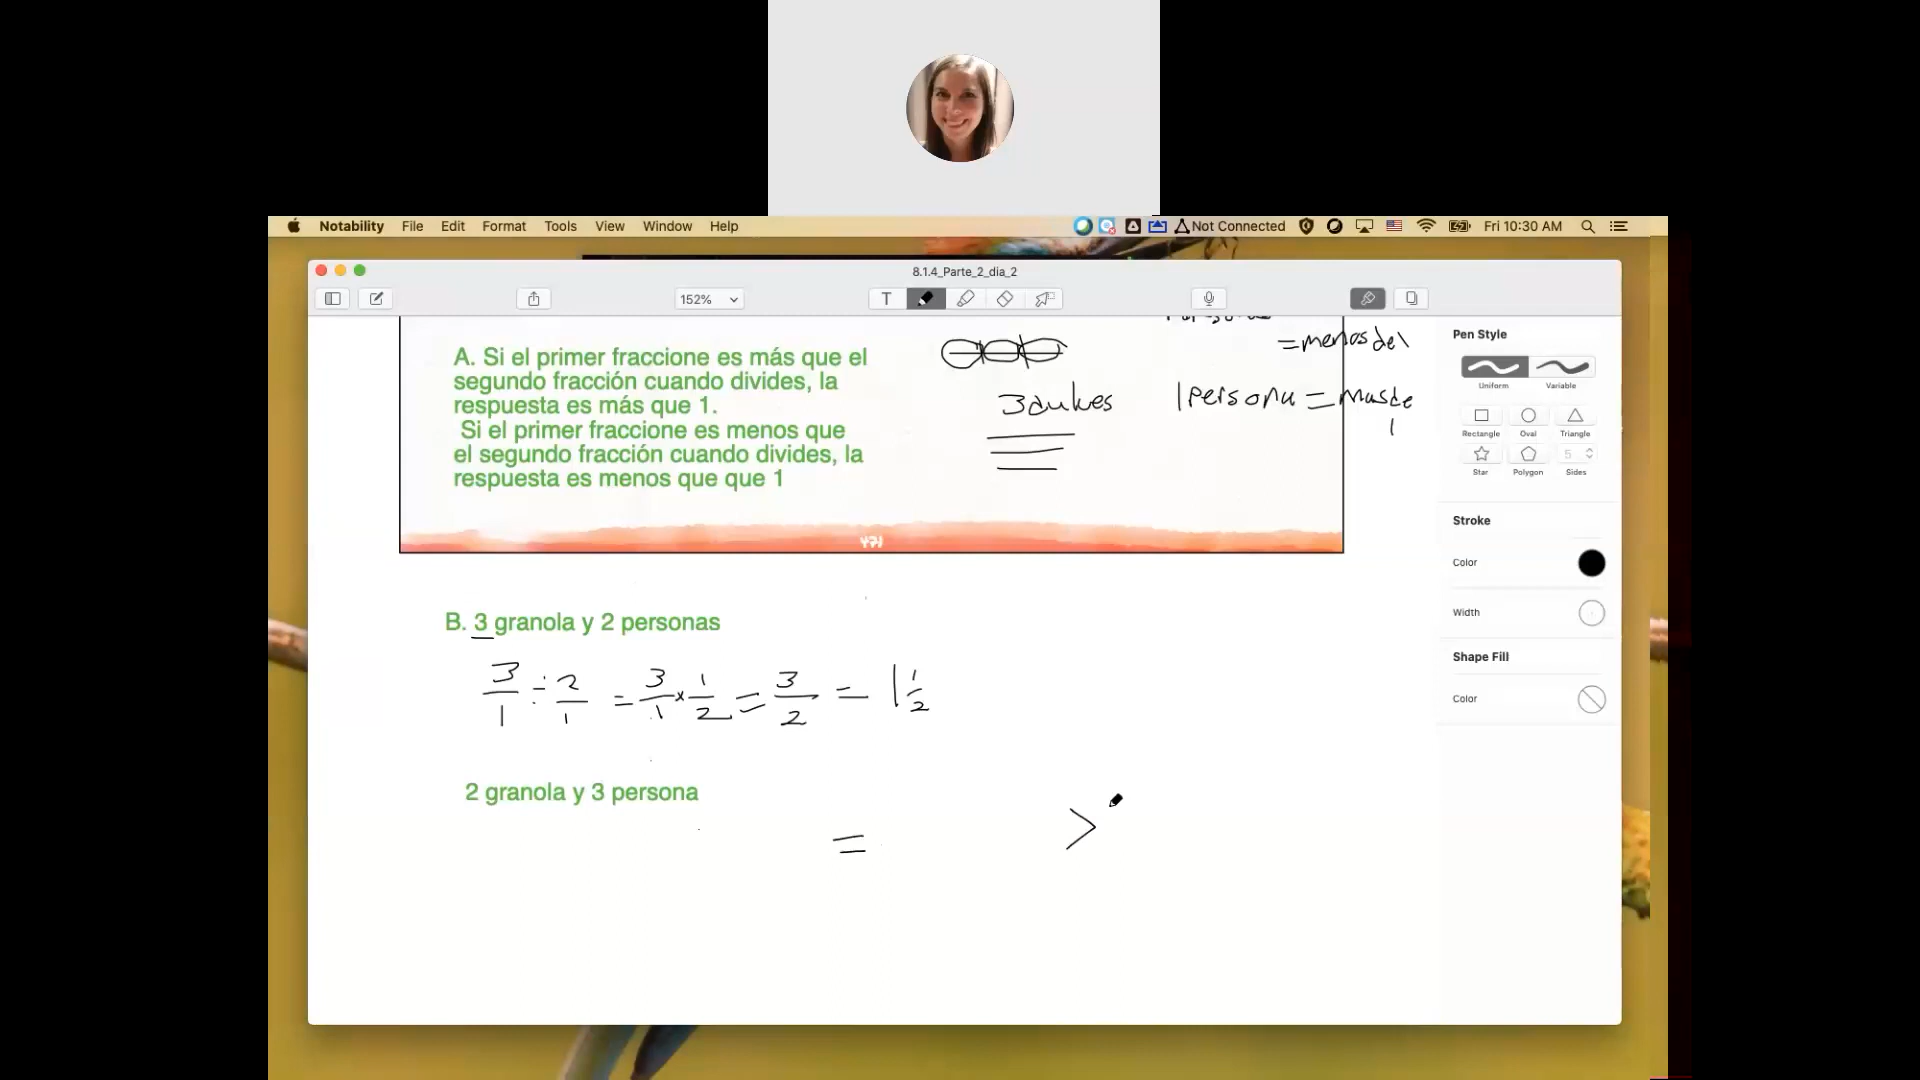 Notability File Edit Format Tools View Window Help Not Connected Fri 10:30 AM
8.1.4_Parte_2_dia_2
152% T
A. Si el primer fraccione es más que el
segundo fracción cuando divides, la
respuesta es más que 1.
Si el primer fraccione es menos que
el segundo fracción cuando divides, la
respuesta es menos que que 1
= menos de 1
3 dulces
1 persona = mas de
1
471
B. 3 granola y 2 personas
3/1 ÷ 2/1 = 3/1 × 1/2 = 3/2 = 1 1/2
2 granola y 3 persona
=
>
Pen Style
Uniform Variable
Rectangle Oval Triangle
5
Star Polygon Sides
Stroke
Color
Width
Shape Fill
Color